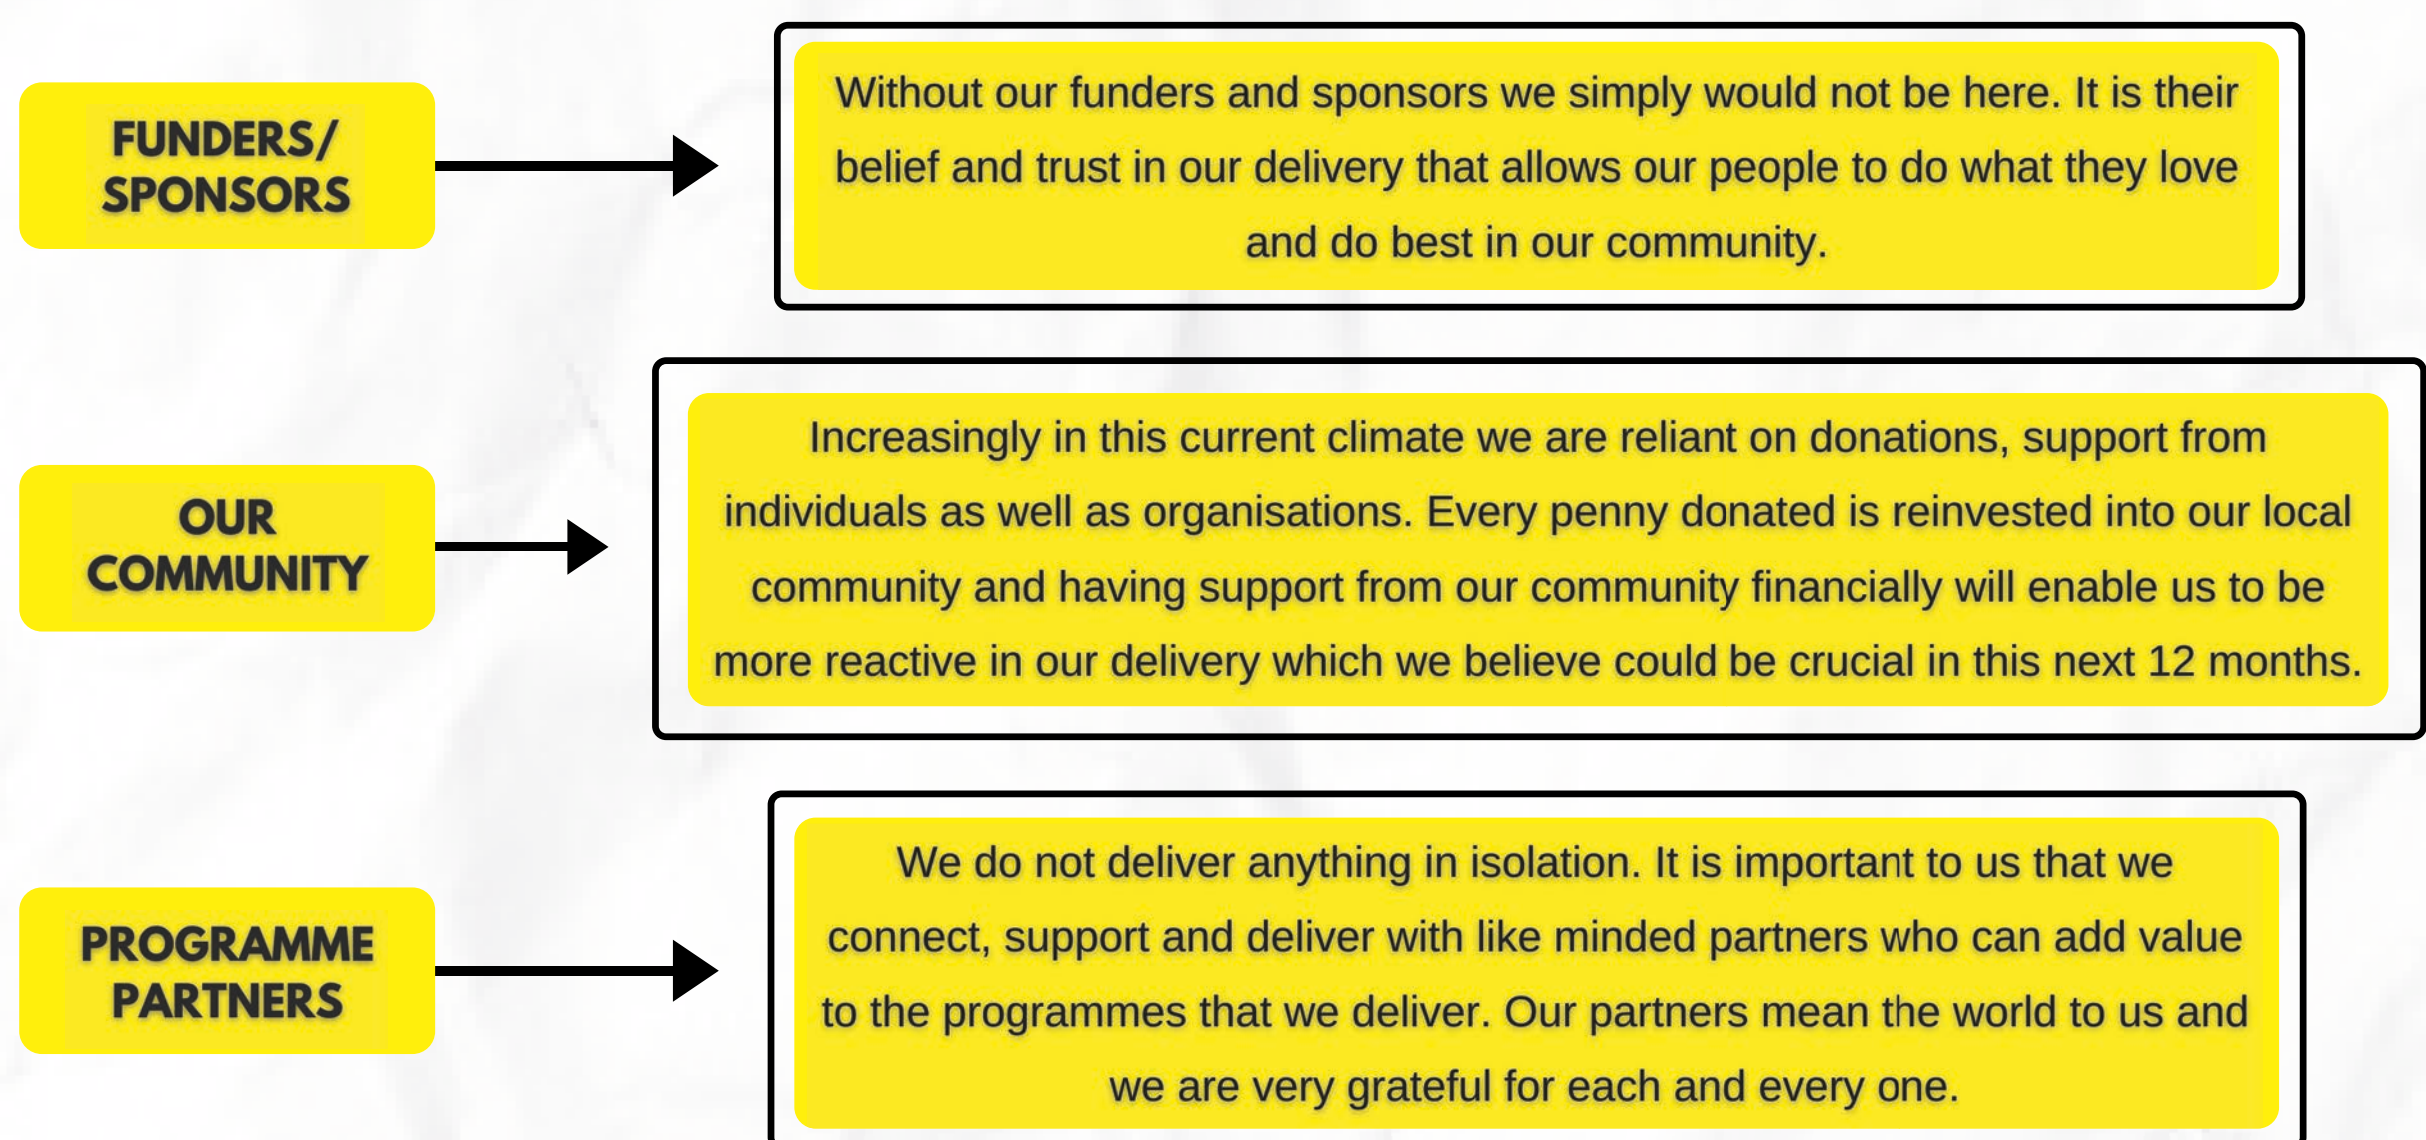 FUNDERS/
SPONSORS
Without our funders and sponsors we simply would not be here. It is their
belief and trust in our delivery that allows our people to do what they love
and do best in our community.
OUR
COMMUNITY
Increasingly in this current climate we are reliant on donations, support from
individuals as well as organisations. Every penny donated is reinvested into our local
community and having support from our community financially will enable us to be
more reactive in our delivery which we believe could be crucial in this next 12 months.
PROGRAMME
PARTNERS
We do not deliver anything in isolation. It is important to us that we
connect, support and deliver with like minded partners who can add value
to the programmes that we deliver. Our partners mean the world to us and
we are very grateful for each and every one.